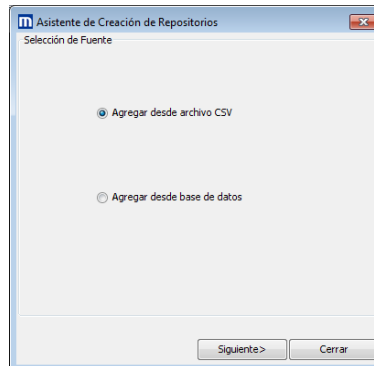 Asistente de Creación de Repositorios
Selección de Fuente
Agregar desde archivo CSV
Agregar desde base de datos
Siguiente>
Cerrar